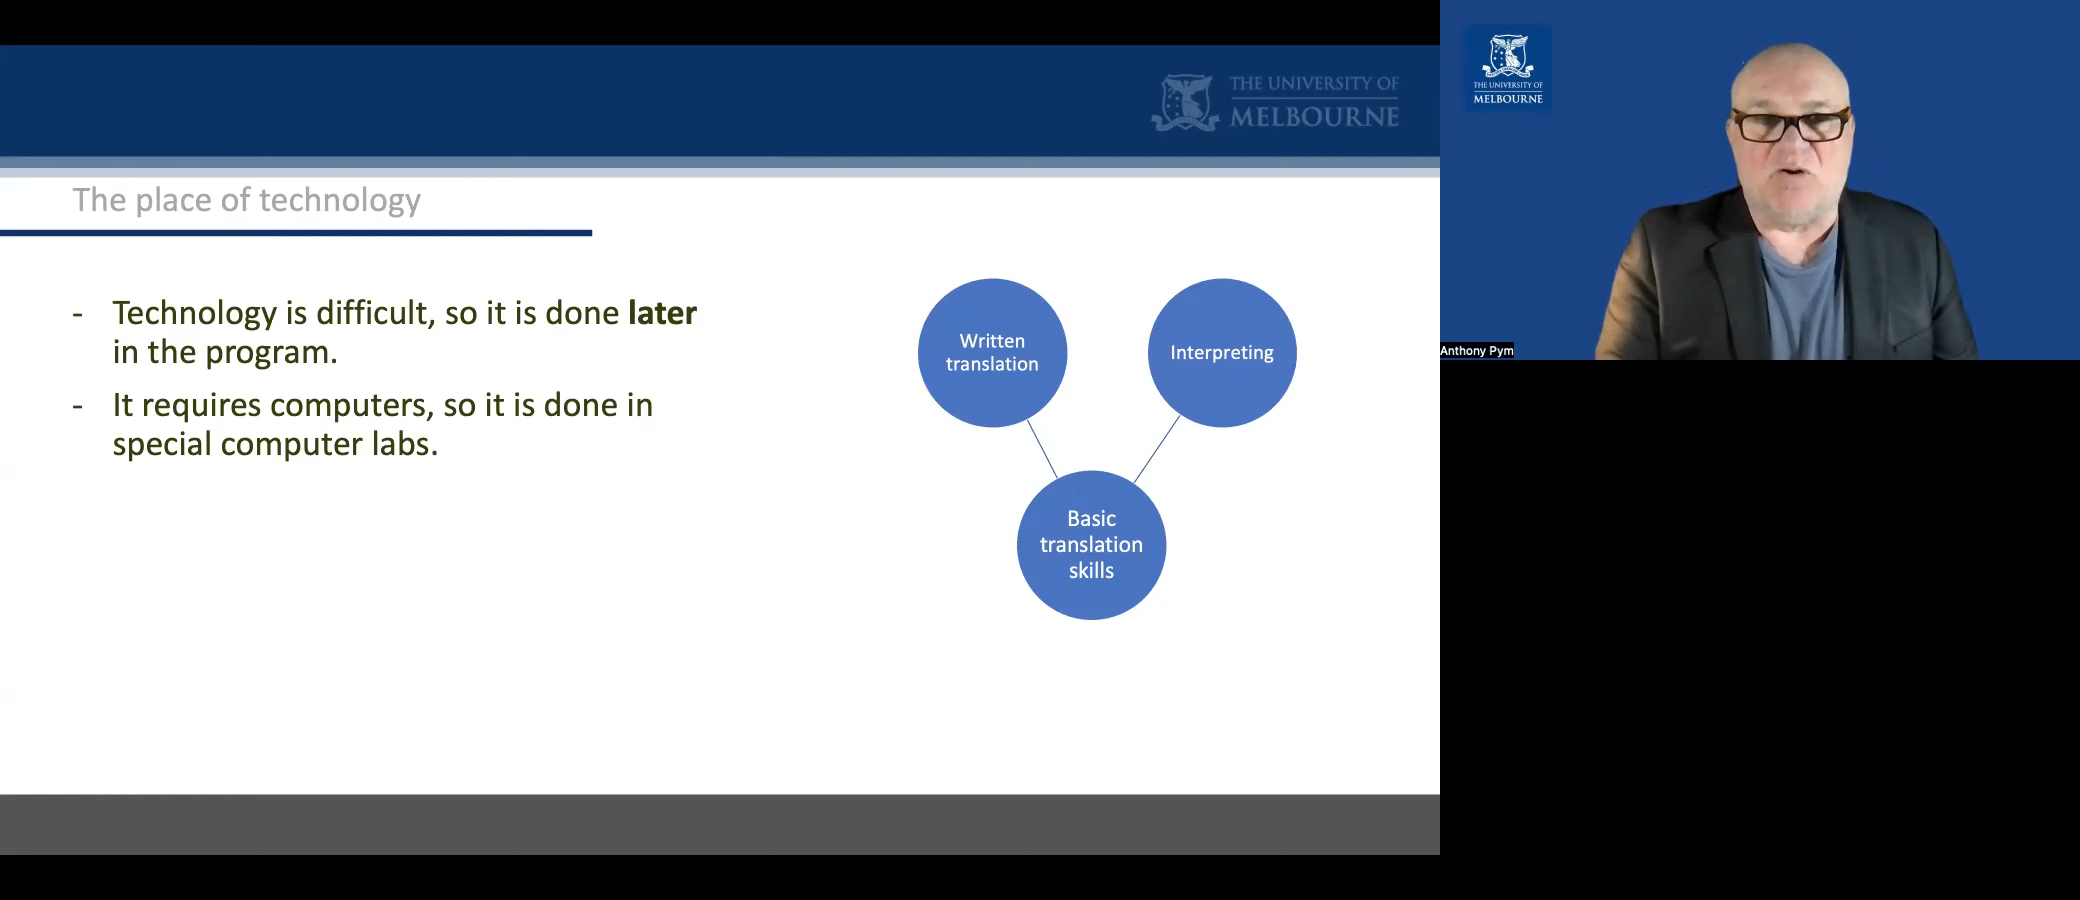 THE UNIVERSITY OF
MELBOURNE
The place of technology
- Technology is difficult, so it is done later
in the program.
- It requires computers, so it is done in
special computer labs.
Written
translation
Interpreting
Basic
translation
skills
THE UNIVERSITY OF
MELBOURNE
Anthony Pym